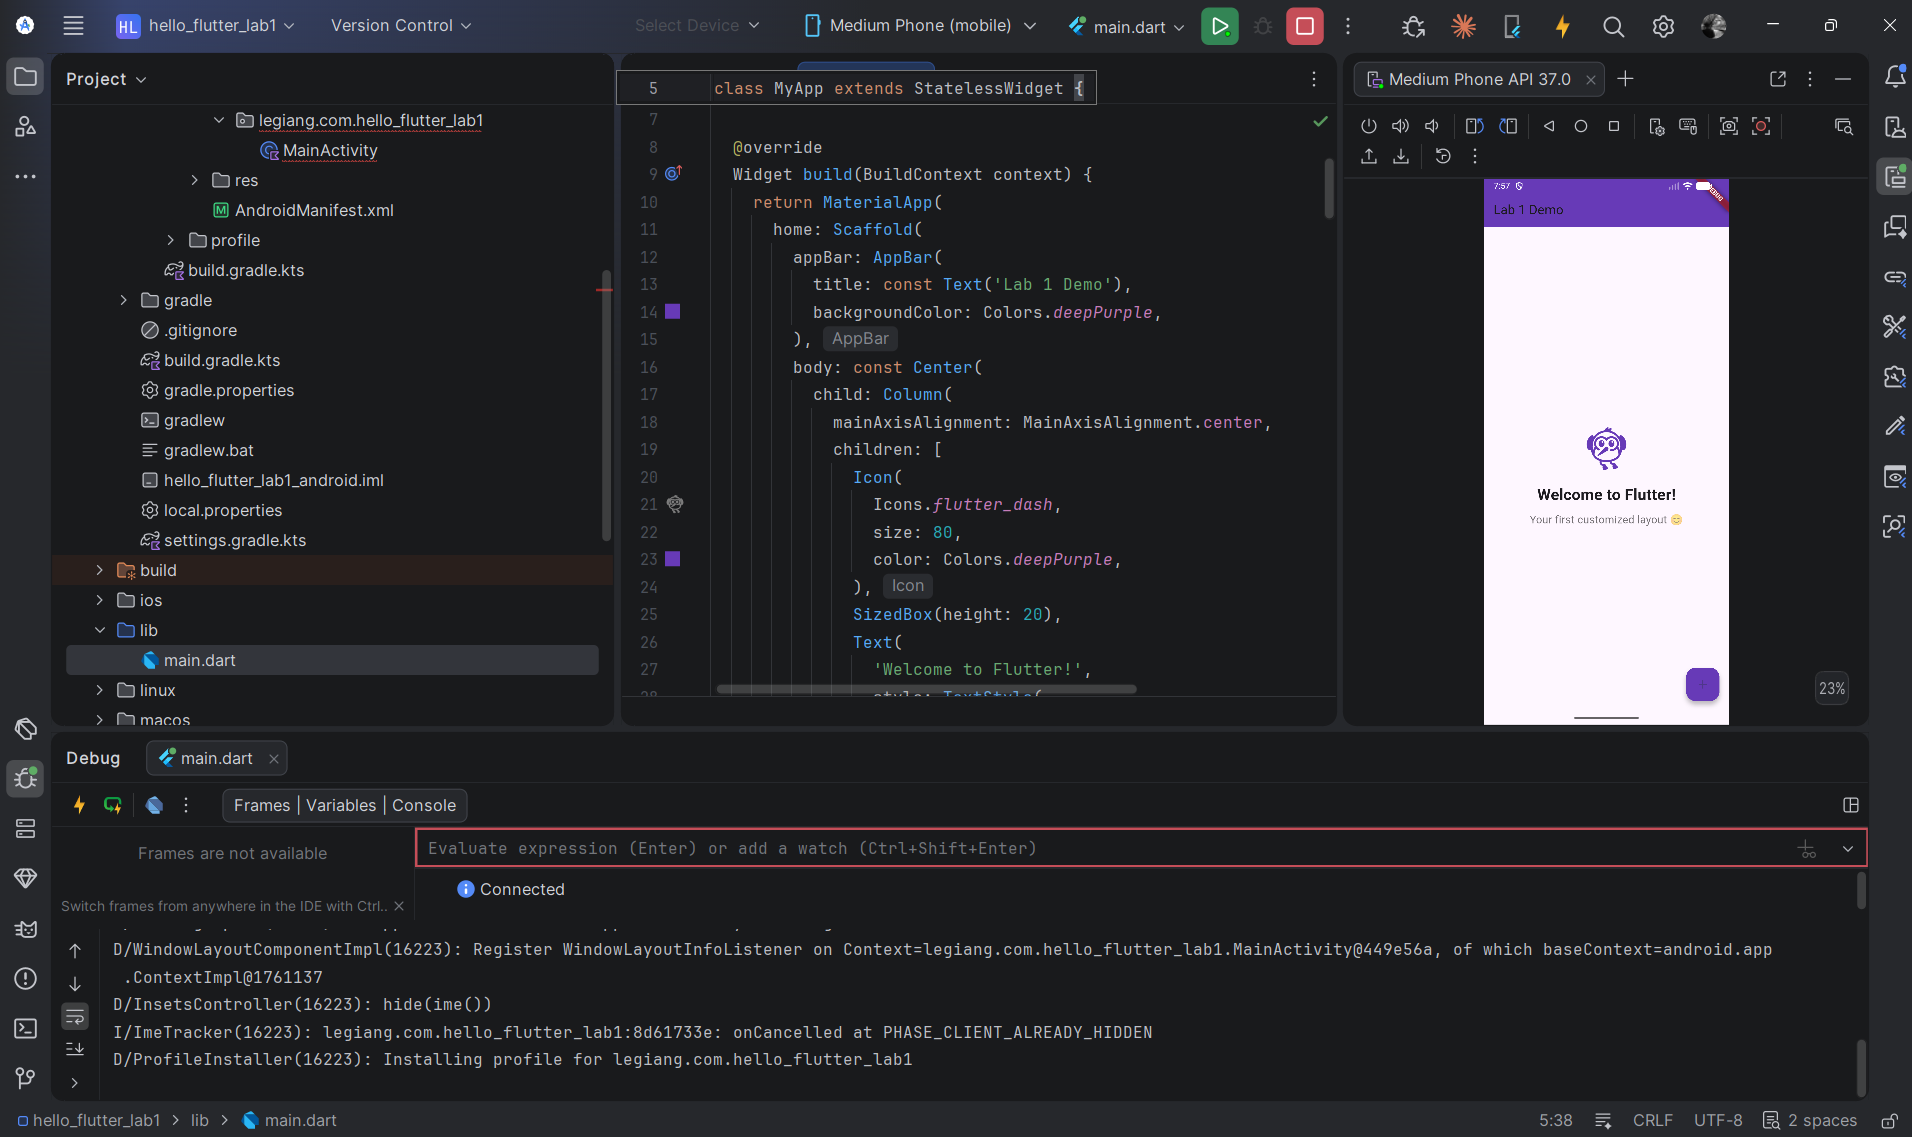 HL hello_flutter_lab1 Version Control Select Device Medium Phone (mobile) main.dart
Project
legiang.com.hello_flutter_lab1
MainActivity
res
AndroidManifest.xml
profile
build.gradle.kts
gradle
.gitignore
build.gradle.kts
gradle.properties
gradlew
gradlew.bat
hello_flutter_lab1_android.iml
local.properties
settings.gradle.kts
build
ios
lib
main.dart
linux
macos
5 class MyApp extends StatelessWidget {
7
8 @override
9 Widget build(BuildContext context) {
10 return MaterialApp(
11 home: Scaffold(
12 appBar: AppBar(
13 title: const Text('Lab 1 Demo'),
14 backgroundColor: Colors.deepPurple,
15 ), AppBar
16 body: const Center(
17 child: Column(
18 mainAxisAlignment: MainAxisAlignment.center,
19 children: [
20 Icon(
21 Icons.flutter_dash,
22 size: 80,
23 color: Colors.deepPurple,
24 ), Icon
25 SizedBox(height: 20),
26 Text(
27 'Welcome to Flutter!',
28 style: TextStyle(
Medium Phone API 37.0
7:57
DEBUG
Lab 1 Demo
Welcome to Flutter!
Your first customized layout 😊
+
23%
Debug main.dart
Frames | Variables | Console
Frames are not available
Switch frames from anywhere in the IDE with Ctrl..
Evaluate expression (Enter) or add a watch (Ctrl+Shift+Enter)
Connected
D/WindowLayoutComponentImpl(16223): Register WindowLayoutInfoListener on Context=legiang.com.hello_flutter_lab1.MainActivity@449e56a, of which baseContext=android.app
.ContextImpl@1761137
D/InsetsController(16223): hide(ime())
I/ImeTracker(16223): legiang.com.hello_flutter_lab1:8d61733e: onCancelled at PHASE_CLIENT_ALREADY_HIDDEN
D/ProfileInstaller(16223): Installing profile for legiang.com.hello_flutter_lab1
hello_flutter_lab1 > lib > main.dart 5:38 CRLF UTF-8 2 spaces